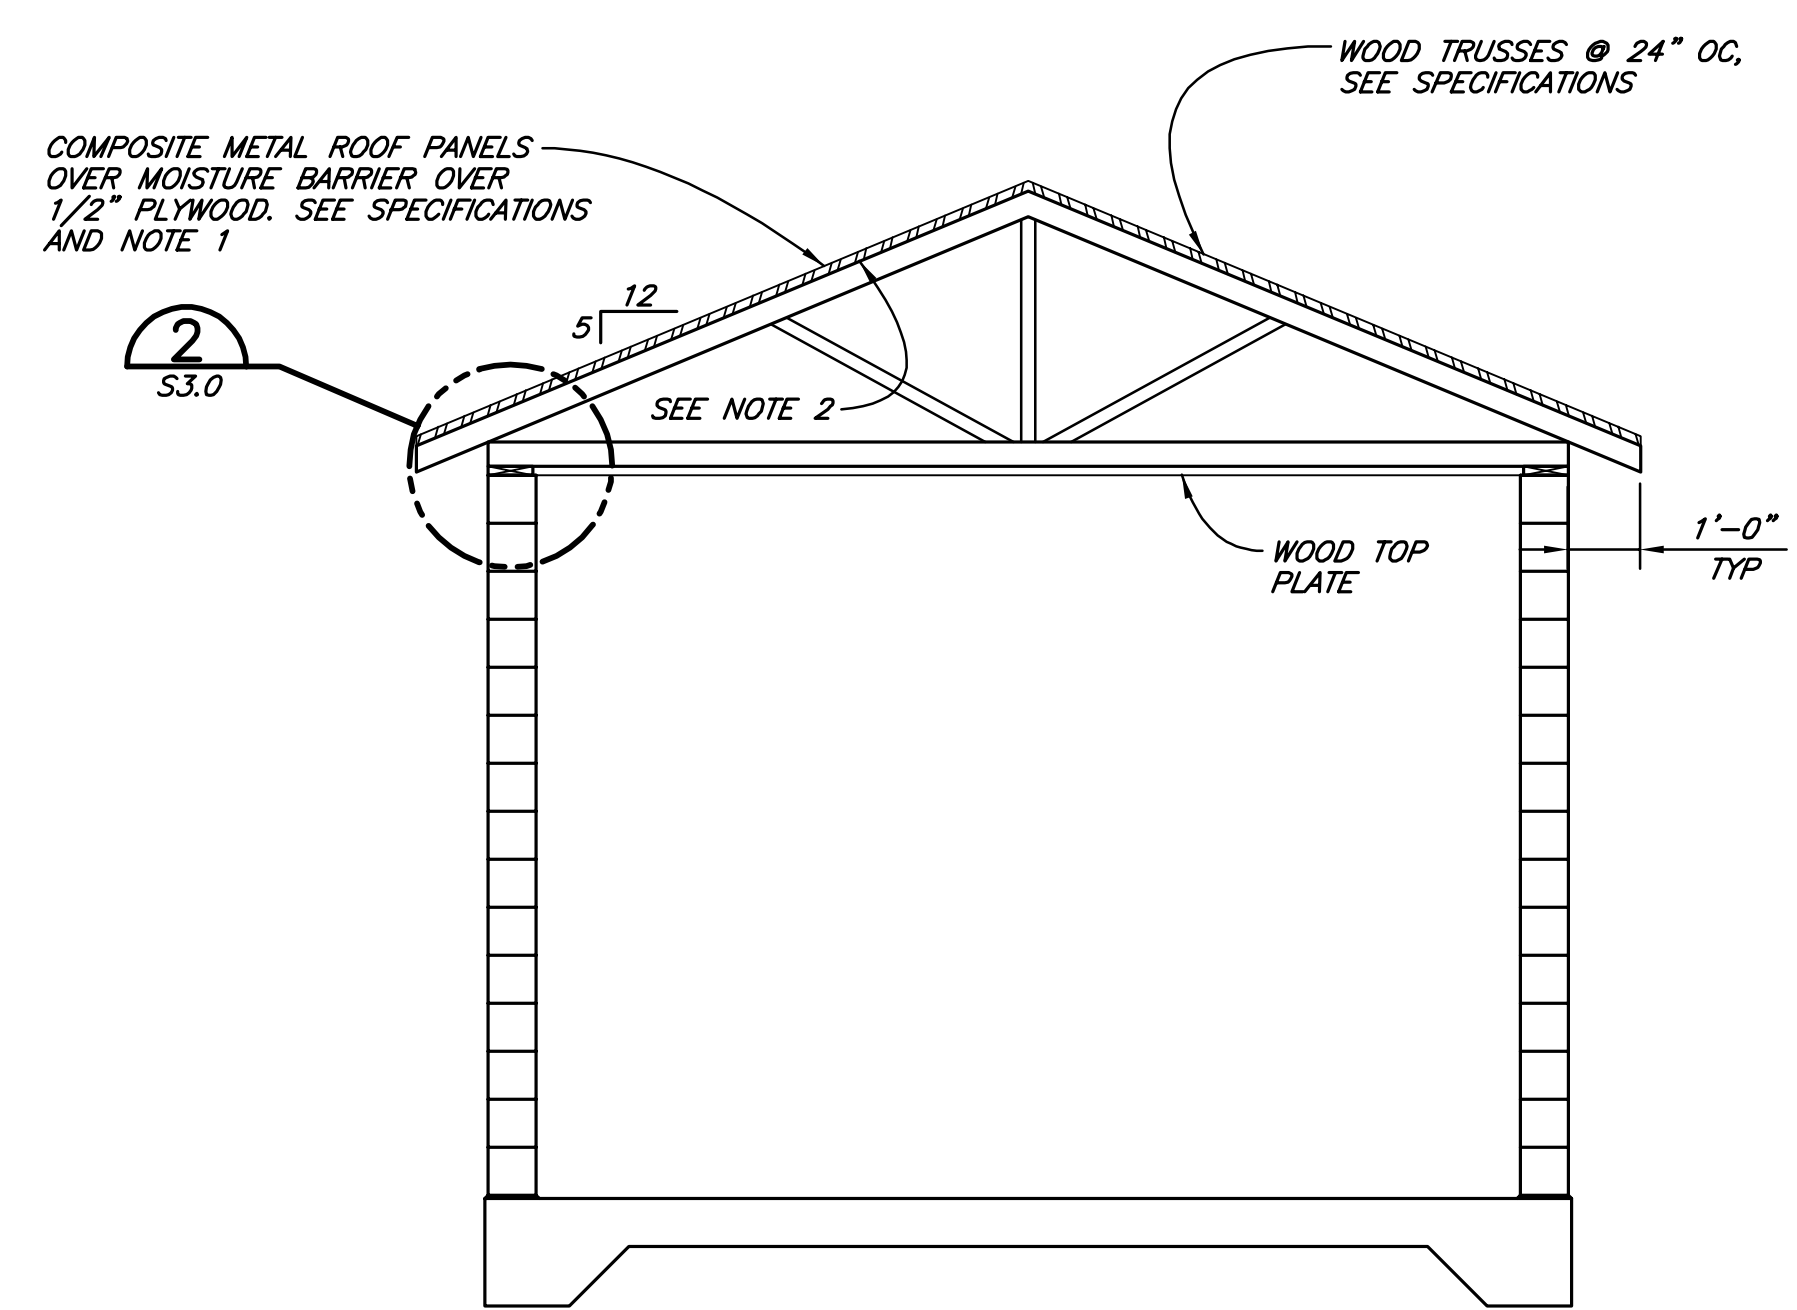 WOOD TRUSSES @ 24" OC,
SEE SPECIFICATIONS
COMPOSITE METAL ROOF PANELS
OVER MOISTURE BARRIER OVER
1/2" PLYWOOD. SEE SPECIFICATIONS
AND NOTE 1
12
5
2
S3.0
SEE NOTE 2
1'-0"
TYP
WOOD TOP
PLATE